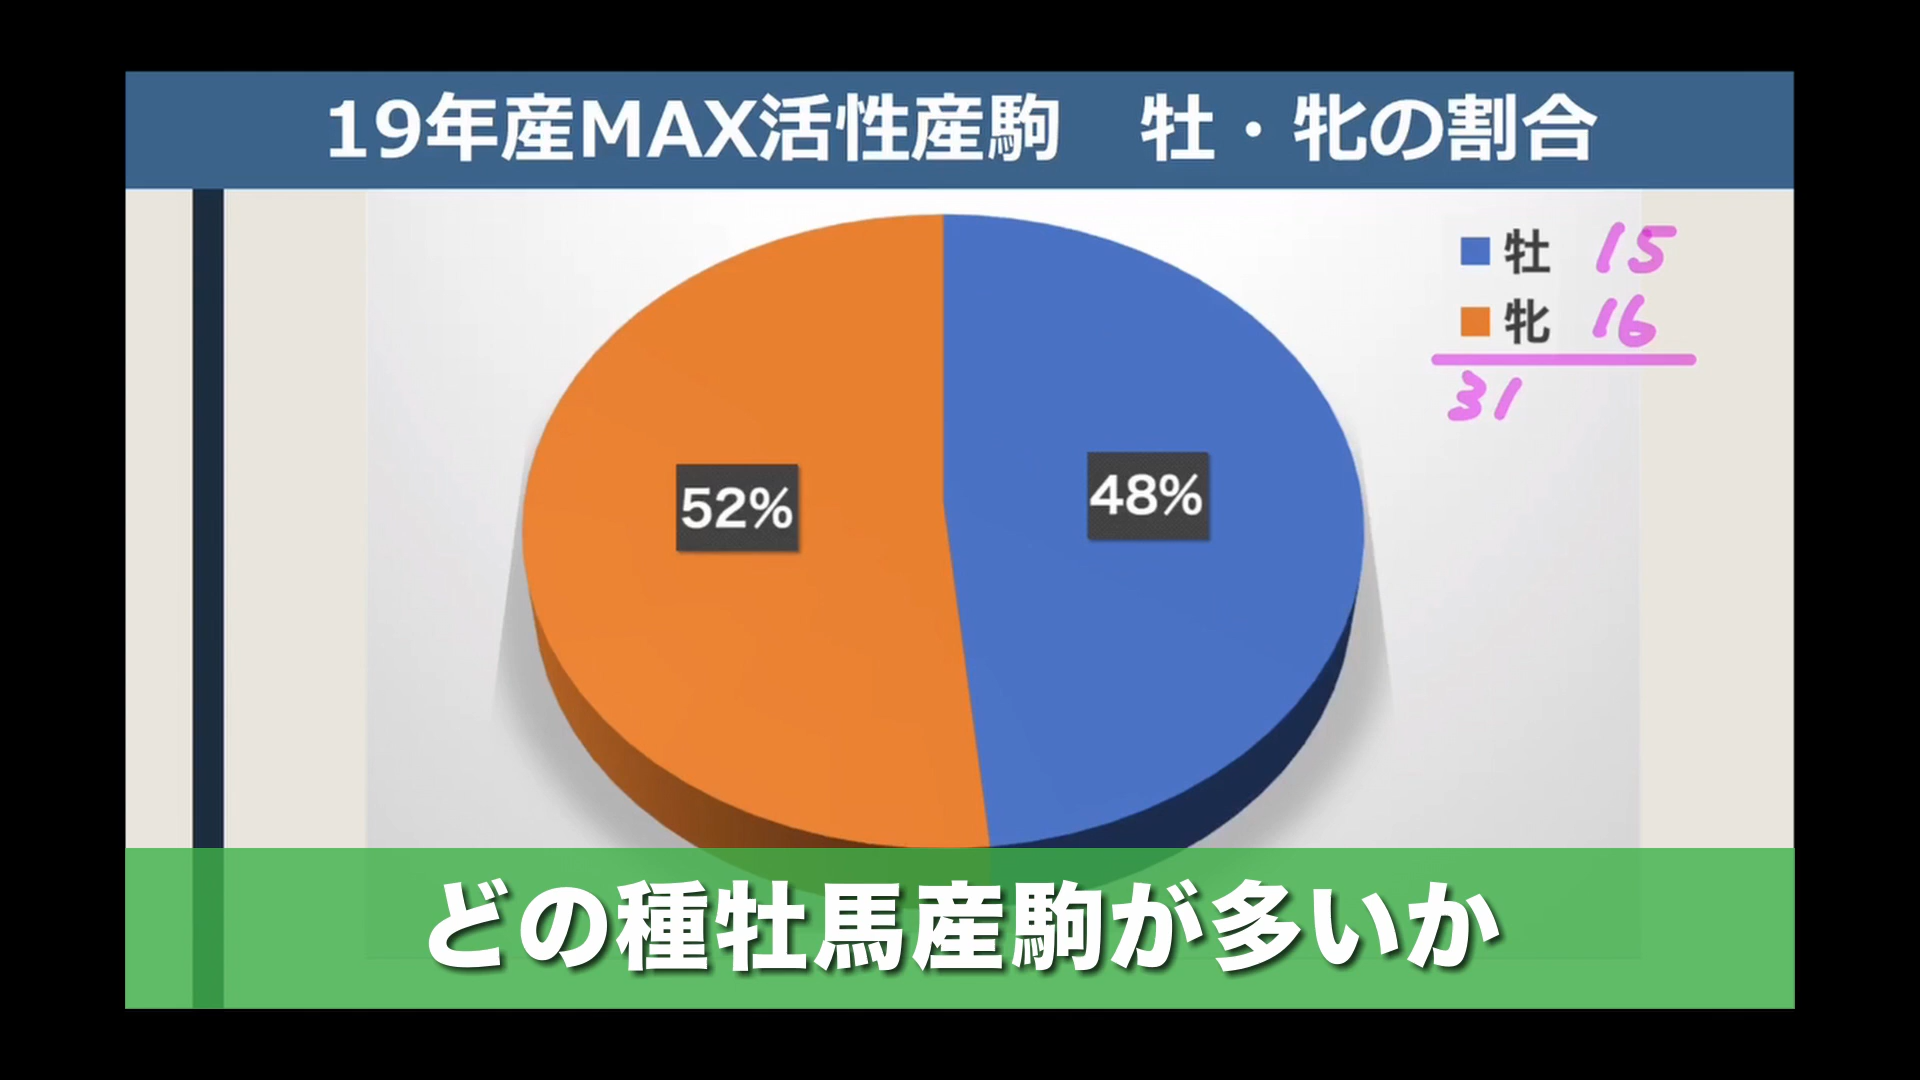 19年産MAX活性産駒　牡・牝の割合
牡 15
牝 16
31
52%
48%
どの種牡馬産駒が多いか